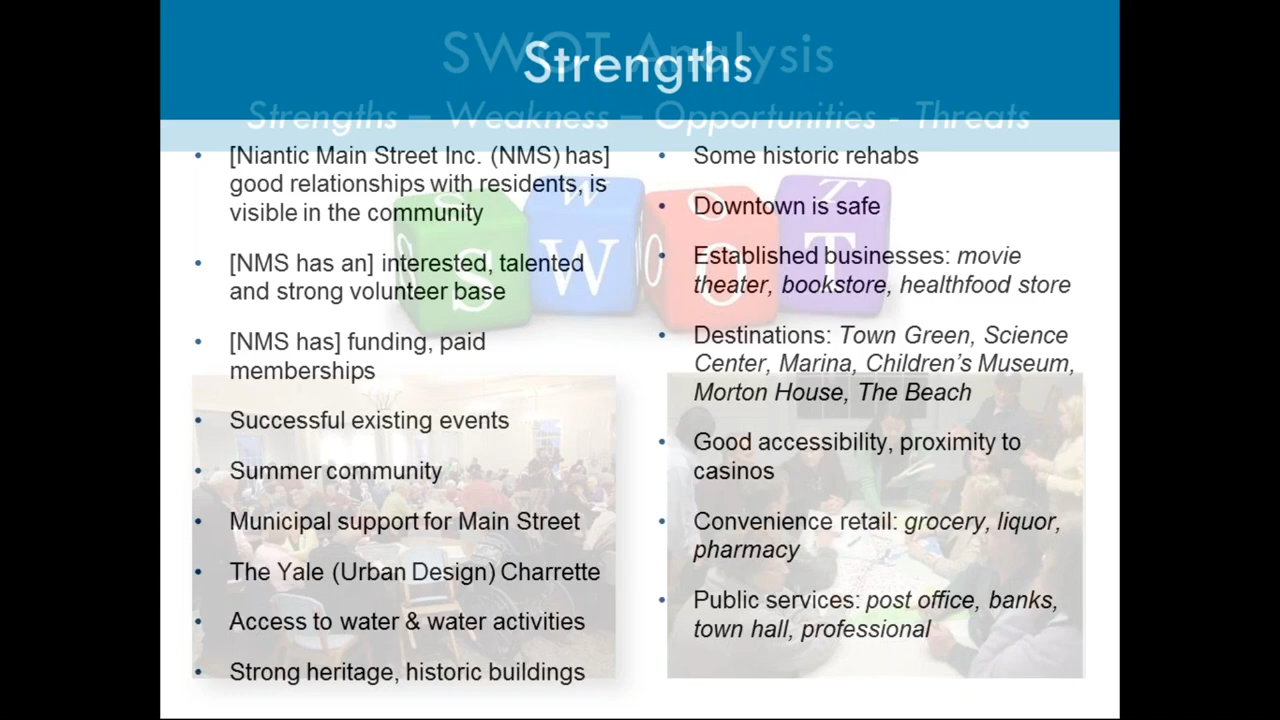 SWOT Analysis
Strengths
Strengths – Weakness – Opportunities - Threats
• [Niantic Main Street Inc. (NMS) has]
good relationships with residents, is
visible in the community
• [NMS has an] interested, talented
and strong volunteer base
• [NMS has] funding, paid
memberships
• Successful existing events
• Summer community
• Municipal support for Main Street
• The Yale (Urban Design) Charrette
• Access to water & water activities
• Strong heritage, historic buildings
• Some historic rehabs
• Downtown is safe
• Established businesses: movie
theater, bookstore, healthfood store
• Destinations: Town Green, Science
Center, Marina, Children's Museum,
Morton House, The Beach
• Good accessibility, proximity to
casinos
• Convenience retail: grocery, liquor,
pharmacy
• Public services: post office, banks,
town hall, professional
S W O T
S W O T